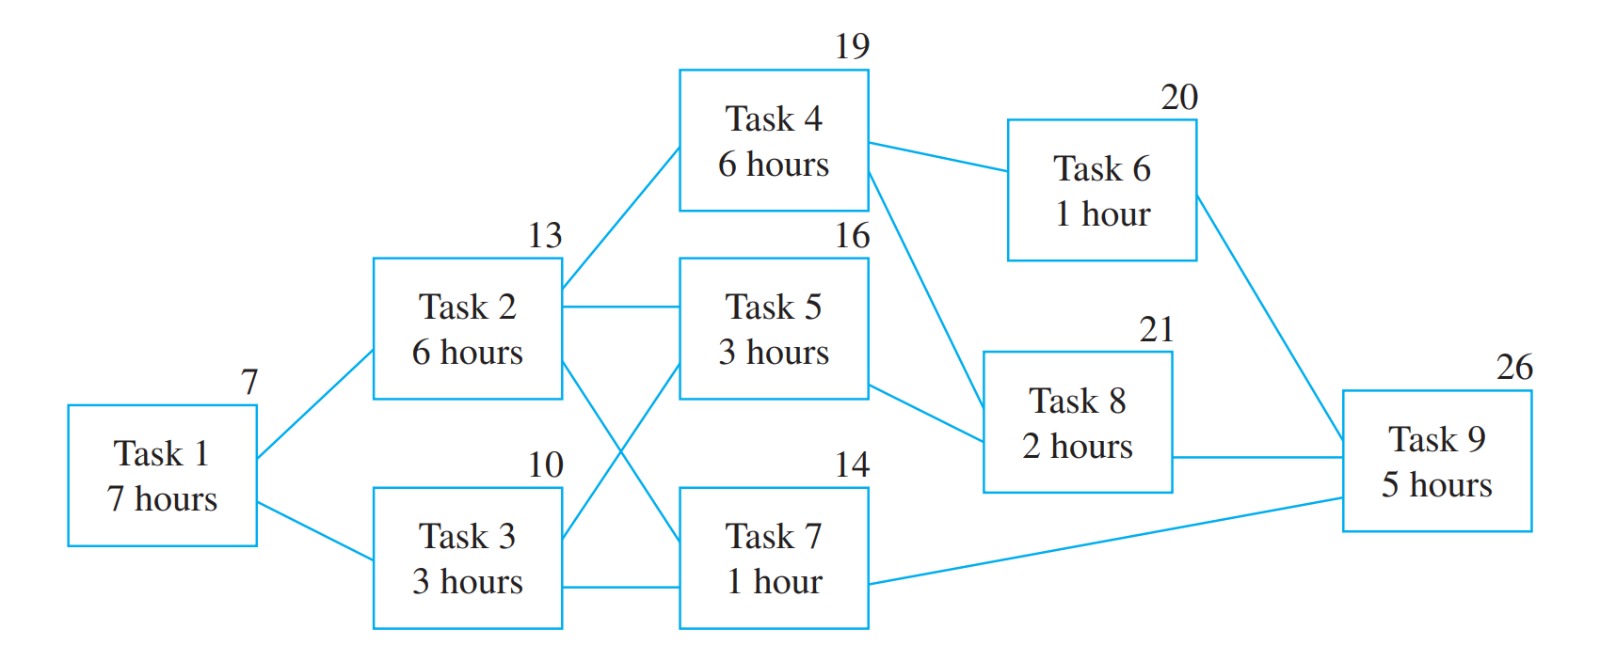 19
Task 4
6 hours
20
Task 6
1 hour
13
Task 2
6 hours
16
Task 5
3 hours
21
Task 8
2 hours
7
Task 1
7 hours
26
Task 9
5 hours
10
Task 3
3 hours
14
Task 7
1 hour